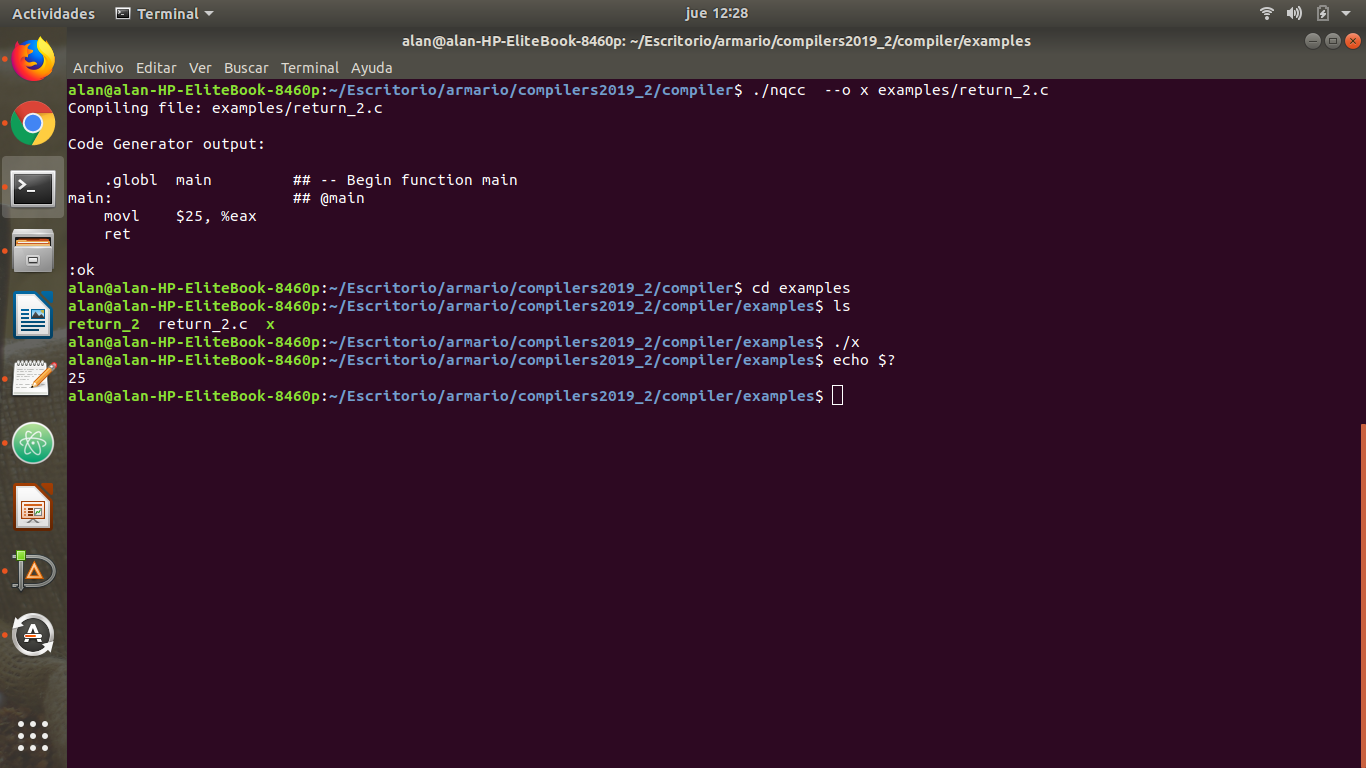 Actividades Terminal jue 12:28
alan@alan-HP-EliteBook-8460p: ~/Escritorio/armario/compilers2019_2/compiler/examples
Archivo Editar Ver Buscar Terminal Ayuda
alan@alan-HP-EliteBook-8460p:~/Escritorio/armario/compilers2019_2/compiler$ ./nqcc  --o x examples/return_2.c
Compiling file: examples/return_2.c
Code Generator output:
    .globl  main               ## -- Begin function main
main:                    ## @main
    movl    $25, %eax
    ret
:ok
alan@alan-HP-EliteBook-8460p:~/Escritorio/armario/compilers2019_2/compiler$ cd examples
alan@alan-HP-EliteBook-8460p:~/Escritorio/armario/compilers2019_2/compiler/examples$ ls
return_2  return_2.c  x
alan@alan-HP-EliteBook-8460p:~/Escritorio/armario/compilers2019_2/compiler/examples$ ./x
alan@alan-HP-EliteBook-8460p:~/Escritorio/armario/compilers2019_2/compiler/examples$ echo $?
25
alan@alan-HP-EliteBook-8460p:~/Escritorio/armario/compilers2019_2/compiler/examples$